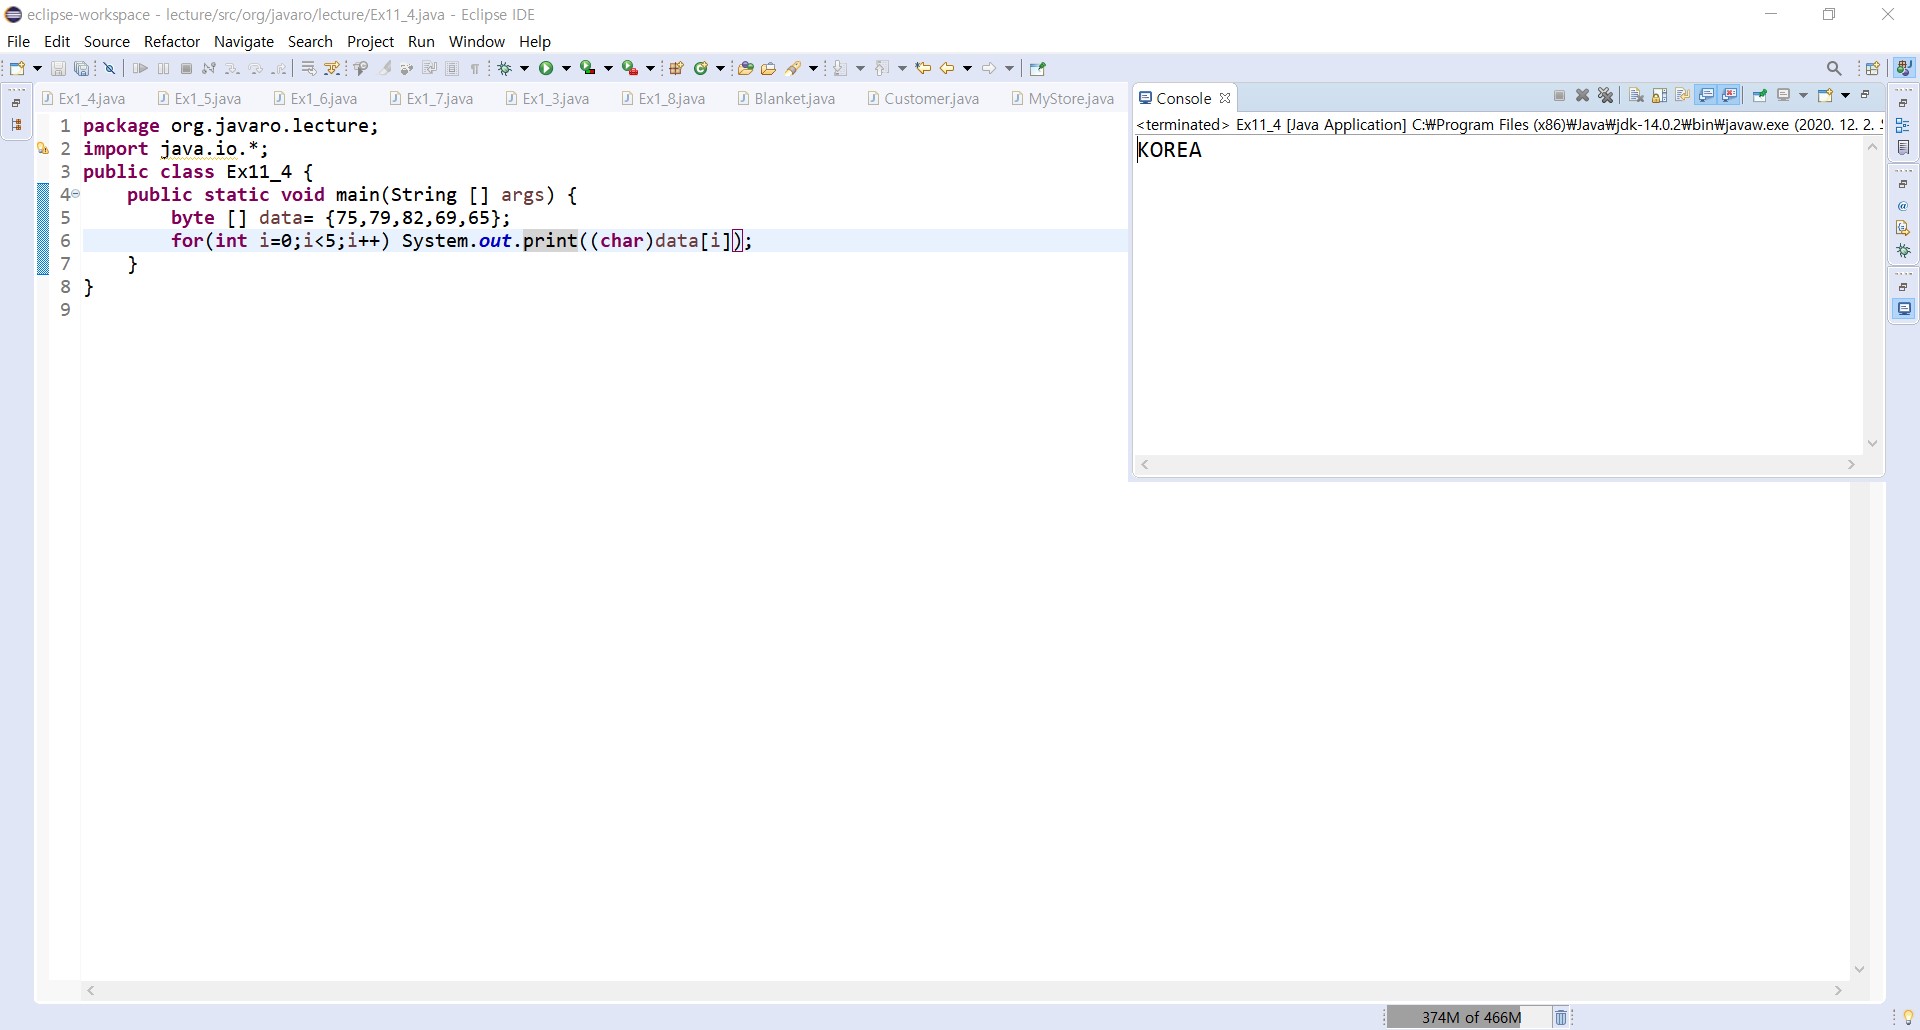 eclipse-workspace - lecture/src/org/javaro/lecture/Ex11_4.java - Eclipse IDE
File Edit Source Refactor Navigate Search Project Run Window Help
Ex1_4.java Ex1_5.java Ex1_6.java Ex1_7.java Ex1_3.java Ex1_8.java Blanket.java Customer.java MyStore.java
1 package org.javaro.lecture;
2 import java.io.*;
3 public class Ex11_4 {
4 public static void main(String [] args) {
5 byte [] data= {75,79,82,69,65};
6 for(int i=0;i<5;i++) System.out.print((char)data[i]);
7 }
8 }
9
Console
<terminated> Ex11_4 [Java Application] C:₩Program Files (x86)₩Java₩jdk-14.0.2₩bin₩javaw.exe (2020. 12. 2.
KOREA
374M of 466M